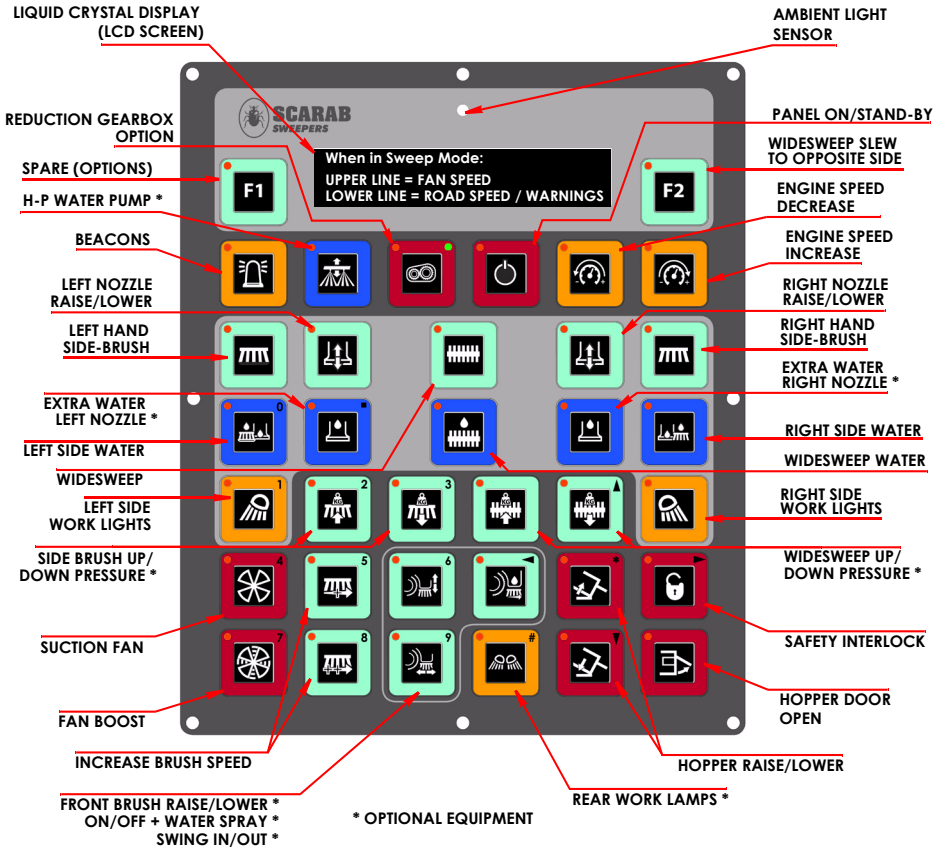 LIQUID CRYSTAL DISPLAY
(LCD SCREEN)
AMBIENT LIGHT
SENSOR
REDUCTION GEARBOX
OPTION
SCARAB
SWEEPERS
PANEL ON/STAND-BY
When in Sweep Mode:
UPPER LINE = FAN SPEED
LOWER LINE = ROAD SPEED / WARNINGS
WIDESWEEP SLEW
TO OPPOSITE SIDE
SPARE (OPTIONS)
F1
F2
H-P WATER PUMP *
ENGINE SPEED
DECREASE
BEACONS
ENGINE SPEED
INCREASE
LEFT NOZZLE
RAISE/LOWER
RIGHT NOZZLE
RAISE/LOWER
LEFT HAND
SIDE-BRUSH
RIGHT HAND
SIDE-BRUSH
EXTRA WATER
LEFT NOZZLE *
EXTRA WATER
RIGHT NOZZLE *
0
LEFT SIDE WATER
RIGHT SIDE WATER
WIDESWEEP
WIDESWEEP WATER
LEFT SIDE
WORK LIGHTS
1
2
3
KG
KG
KG
KG
RIGHT SIDE
WORK LIGHTS
SIDE BRUSH UP/
DOWN PRESSURE *
WIDESWEEP UP/
DOWN PRESSURE *
4
5
6
*
SUCTION FAN
SAFETY INTERLOCK
7
8
9
#
FAN BOOST
HOPPER DOOR
OPEN
INCREASE BRUSH SPEED
HOPPER RAISE/LOWER
FRONT BRUSH RAISE/LOWER *
ON/OFF + WATER SPRAY *
SWING IN/OUT *
* OPTIONAL EQUIPMENT
REAR WORK LAMPS *